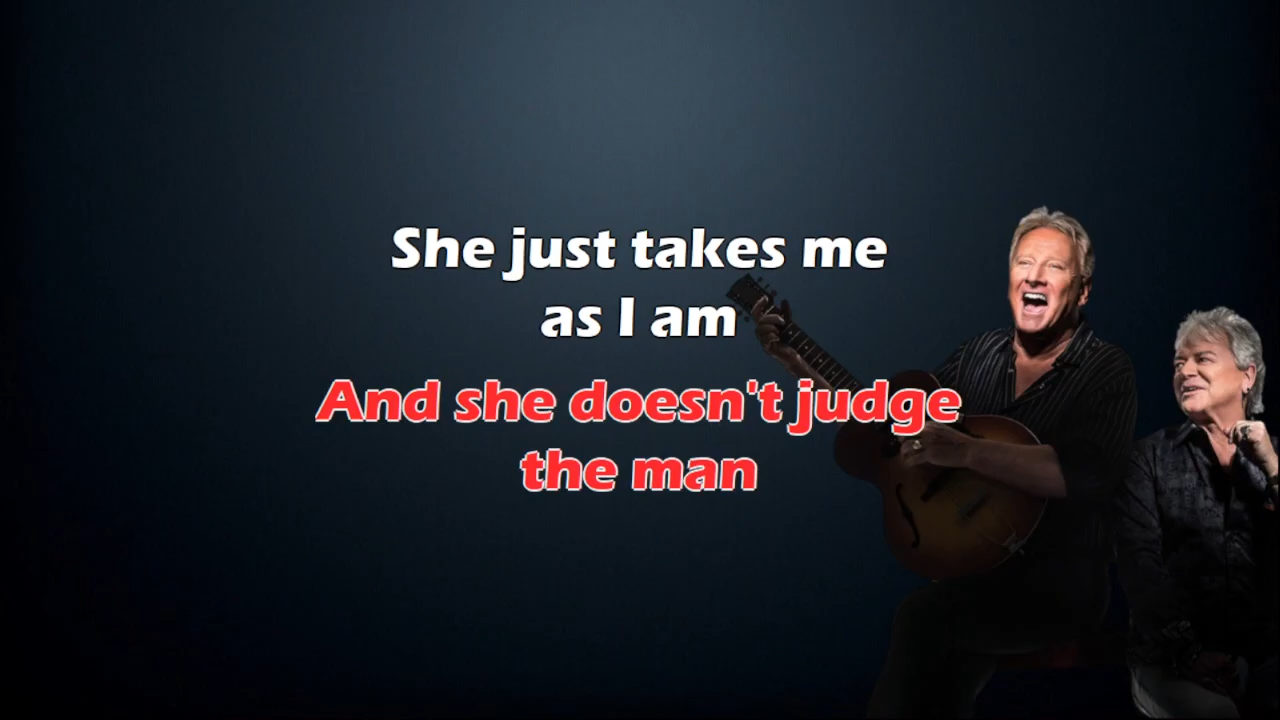 She just takes me
as I am
And she doesn't judge
the man